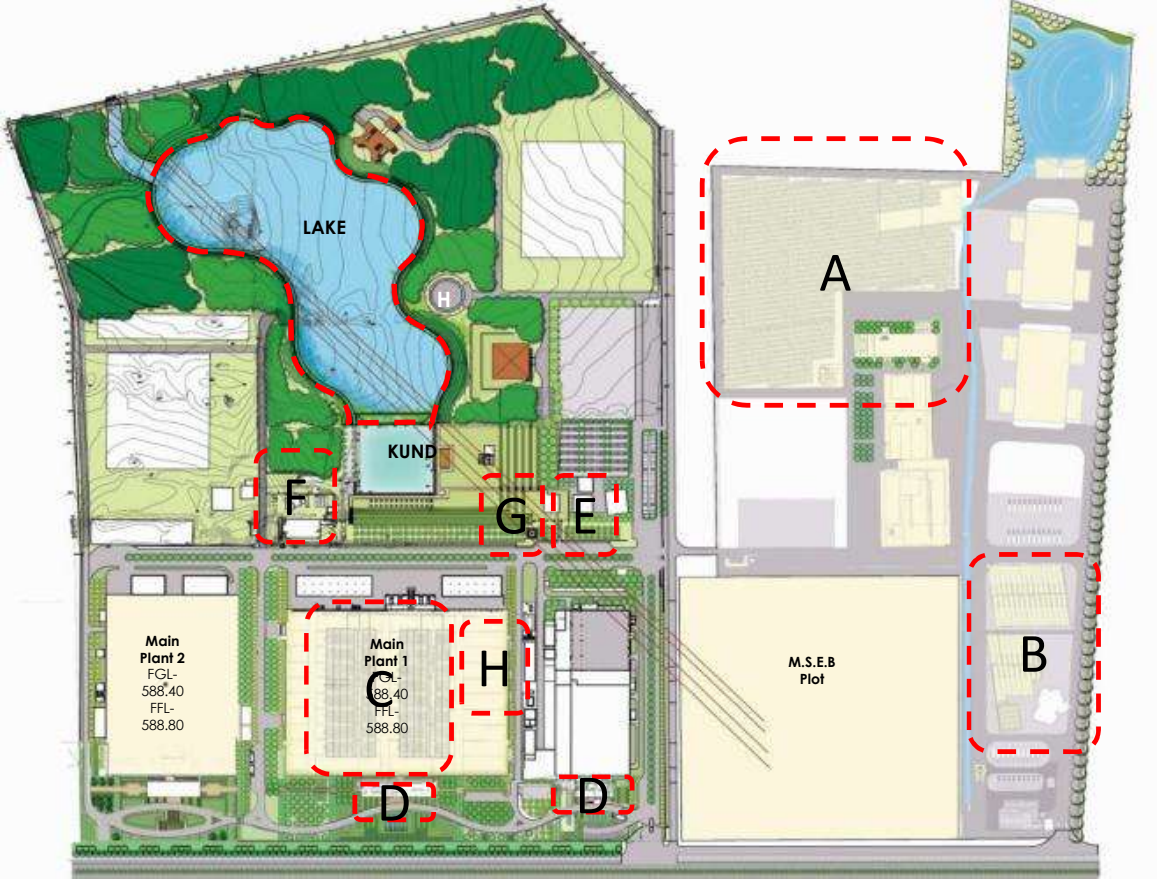 LAKE
A
H
KUND
F
G
E
Main
Plant 2
FGL-
588.40
FFL-
588.80
Main
Plant 1
FGL-
588.40
FFL-
588.80
C
H
M.S.E.B
Plot
B
D
D